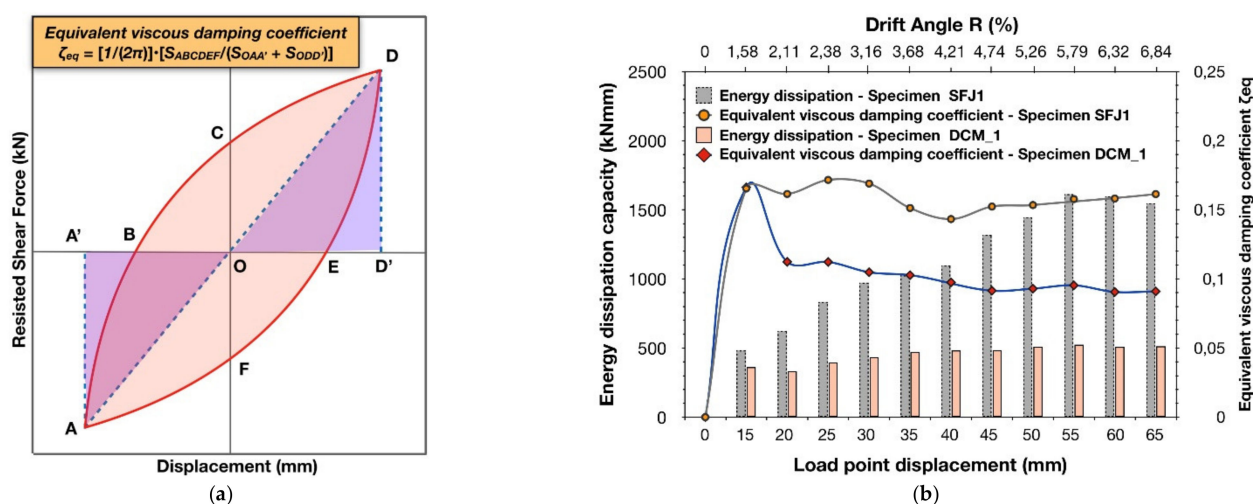 Equivalent viscous damping coefficient
ζeq = [1/(2π)]•[SABCDEF/(SOAA' + SODD')]
D
C
A'
B
O
E
D'
F
A
Resisted Shear Force (kN)
Displacement (mm)
(a)
Drift Angle R (%)
0 1,58 2,11 2,38 3,16 3,68 4,21 4,74 5,26 5,79 6,32 6,84
Energy dissipation - Specimen SFJ1
Equivalent viscous damping coefficient - Specimen SFJ1
Energy dissipation - Specimen DCM_1
Equivalent viscous damping coefficient - Specimen DCM_1
Energy dissipation capacity (kNmm)
2500
2000
1500
1000
500
0
0,25
0,2
0,15
0,1
0,05
0
Equivalent viscous damping coefficient ζeq
0 15 20 25 30 35 40 45 50 55 60 65
Load point displacement (mm)
(b)